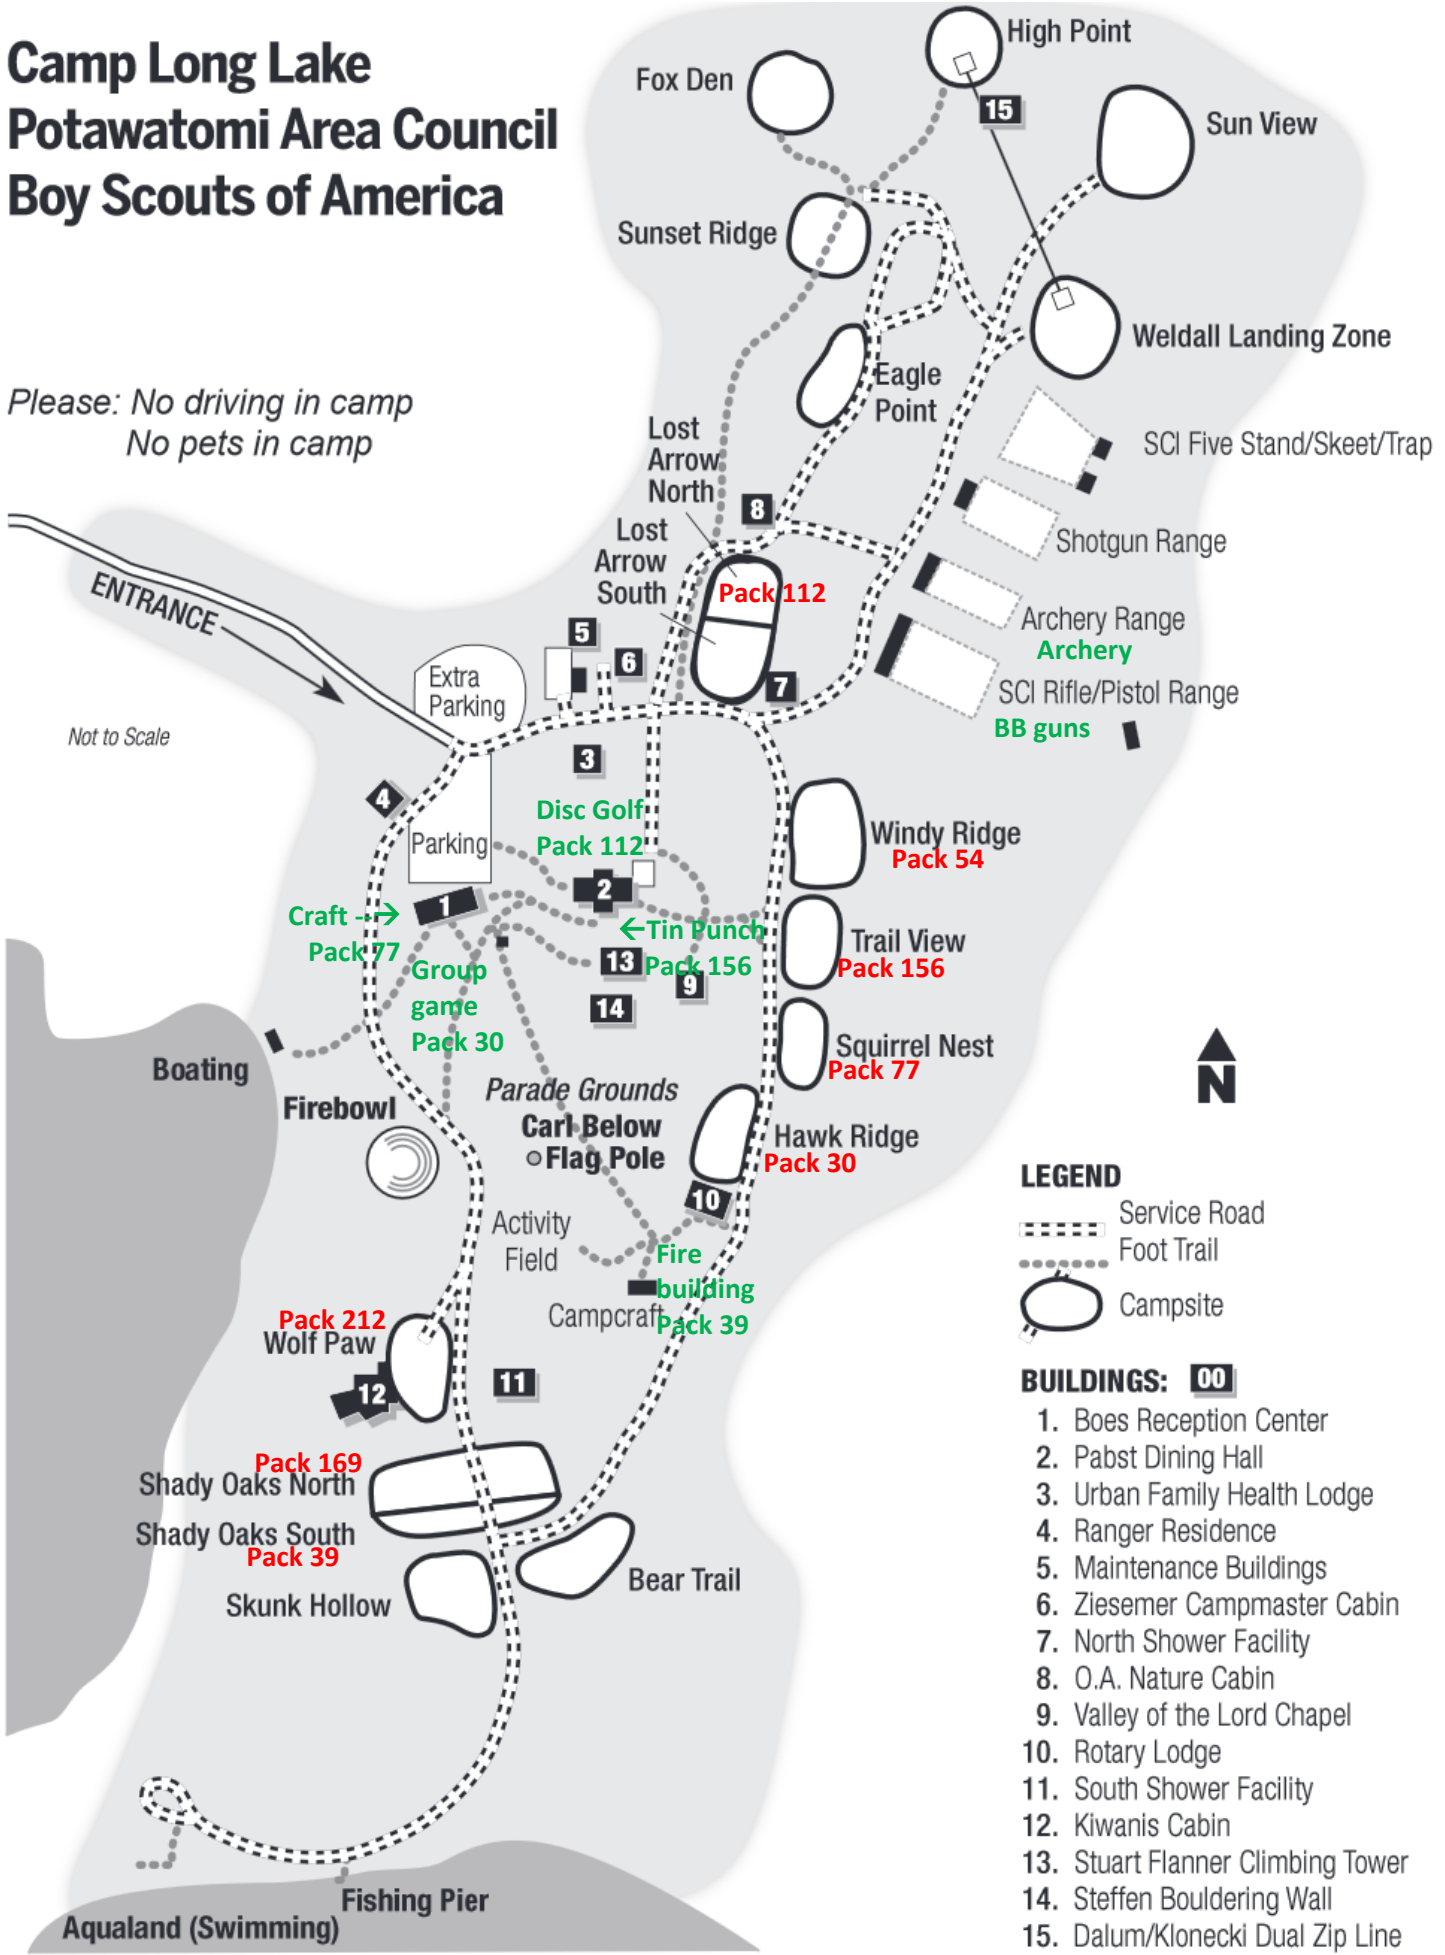 Camp Long Lake
Potawatomi Area Council
Boy Scouts of America
High Point
Fox Den
15
Sun View
Sunset Ridge
Weldall Landing Zone
Please: No driving in camp
No pets in camp
Eagle
Point
Lost
Arrow
North
SCI Five Stand/Skeet/Trap
8
Shotgun Range
Lost
Arrow
South
Pack 112
ENTRANCE
Archery Range
Archery
5
6
7
SCI Rifle/Pistol Range
BB guns
Extra
Parking
Not to Scale
3
4
Disc Golf
Pack 112
Parking
Windy Ridge
Pack 54
2
1
Craft -->
Pack 77
←Tin Punch
Pack 156
Trail View
Pack 156
Group
game
Pack 30
13
9
14
Squirrel Nest
Pack 77
Boating
Parade Grounds
Firebowl
Carl Below
Flag Pole
Hawk Ridge
Pack 30
10
N
Activity
Field
Fire
building
Pack 39
Campcraft
Pack 212
Wolf Paw
12
11
Pack 169
Shady Oaks North
Shady Oaks South
Pack 39
Skunk Hollow
Bear Trail
Fishing Pier
Aqualand (Swimming)
LEGEND
Service Road
Foot Trail
Campsite
BUILDINGS: 00
1. Boes Reception Center
2. Pabst Dining Hall
3. Urban Family Health Lodge
4. Ranger Residence
5. Maintenance Buildings
6. Ziesemer Campmaster Cabin
7. North Shower Facility
8. O.A. Nature Cabin
9. Valley of the Lord Chapel
10. Rotary Lodge
11. South Shower Facility
12. Kiwanis Cabin
13. Stuart Flanner Climbing Tower
14. Steffen Bouldering Wall
15. Dalum/Klonecki Dual Zip Line